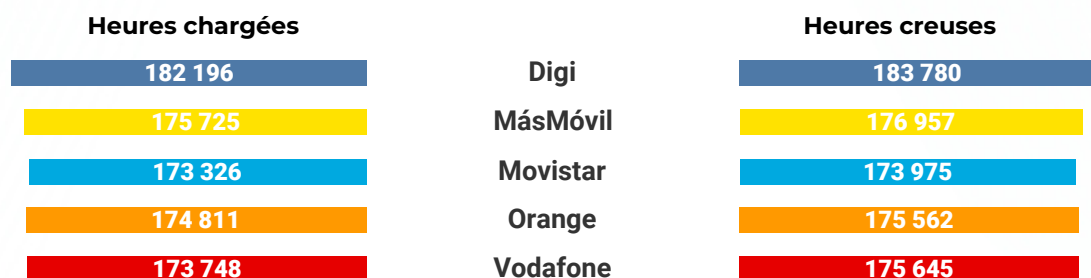 Heures chargées Heures creuses
182 196 Digi 183 780
175 725 MásMóvil 176 957
173 326 Movistar 173 975
174 811 Orange 175 562
173 748 Vodafone 175 645